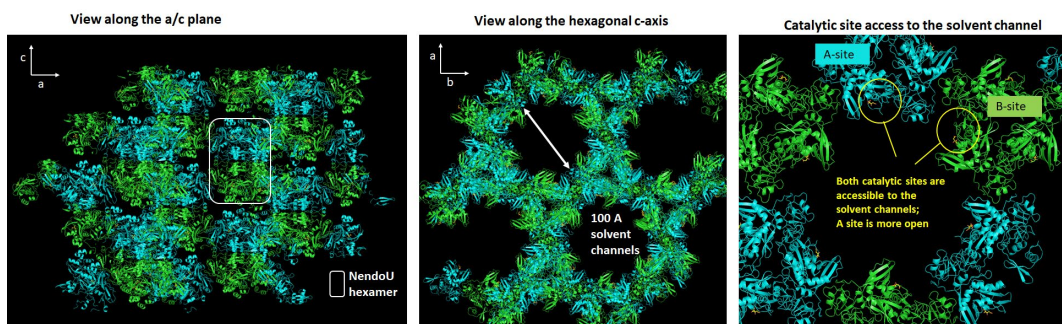 View along the a/c plane
c
a
NendoU
hexamer
View along the hexagonal c-axis
a
b
100 A
solvent
channels
Catalytic site access to the solvent channel
A-site
B-site
Both catalytic sites are
accessible to the
solvent channels;
A site is more open